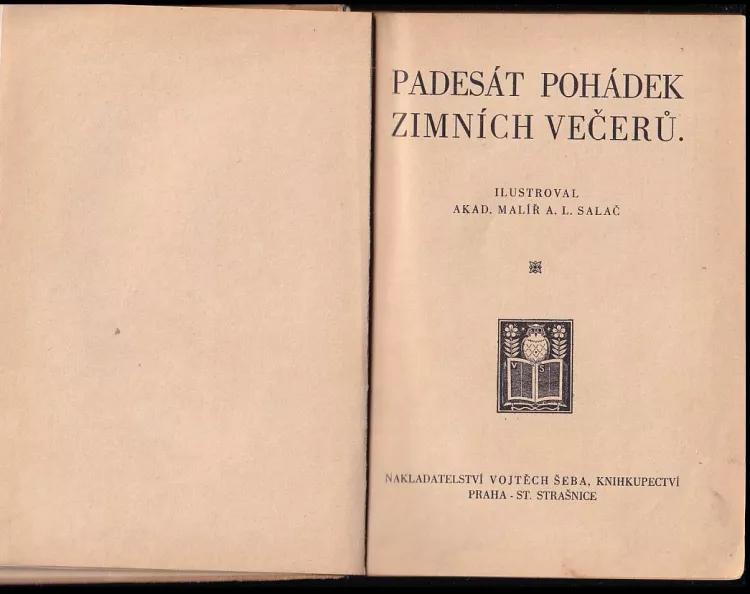 PADESÁT POHÁDEK
ZIMNÍCH VEČERŮ.
ILUSTROVAL
AKAD. MALÍŘ A. L. SALAČ
V S
NAKLADATELSTVÍ VOJTĚCH ŠEBA, KNIHKUPECTVÍ
PRAHA - ST. STRAŠNICE